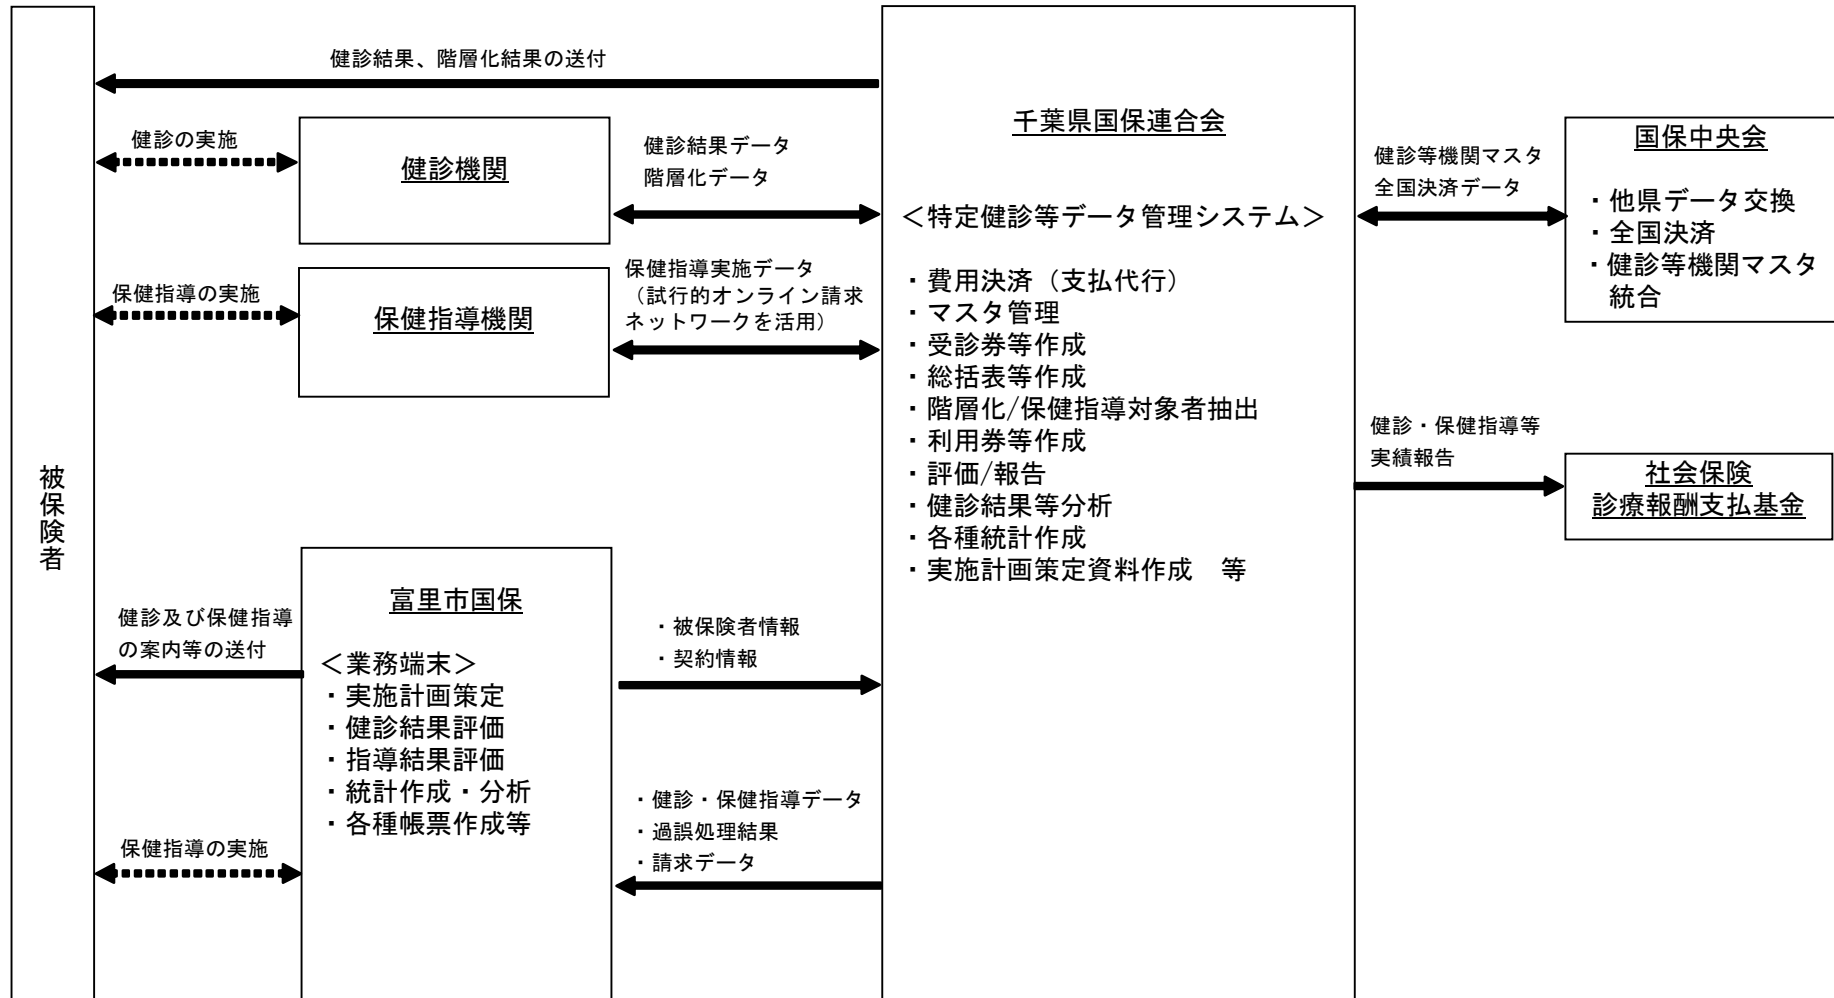 健診結果、階層化結果の送付
健診の実施
健診機関
健診結果データ
階層化データ
保健指導の実施
保健指導機関
保健指導実施データ
（試行的オンライン請求
ネットワークを活用）
被保険者
富里市国保
＜業務端末＞
・実施計画策定
・健診結果評価
・指導結果評価
・統計作成・分析
・各種帳票作成等
健診及び保健指導
の案内等の送付
保健指導の実施
・被保険者情報
・契約情報
・健診・保健指導データ
・過誤処理結果
・請求データ
千葉県国保連合会
＜特定健診等データ管理システム＞
・費用決済（支払代行）
・マスタ管理
・受診券等作成
・総括表等作成
・階層化/保健指導対象者抽出
・利用券等作成
・評価/報告
・健診結果等分析
・各種統計作成
・実施計画策定資料作成　等
健診等機関マスタ
全国決済データ
国保中央会
・他県データ交換
・全国決済
・健診等機関マスタ
統合
健診・保健指導等
実績報告
社会保険
診療報酬支払基金